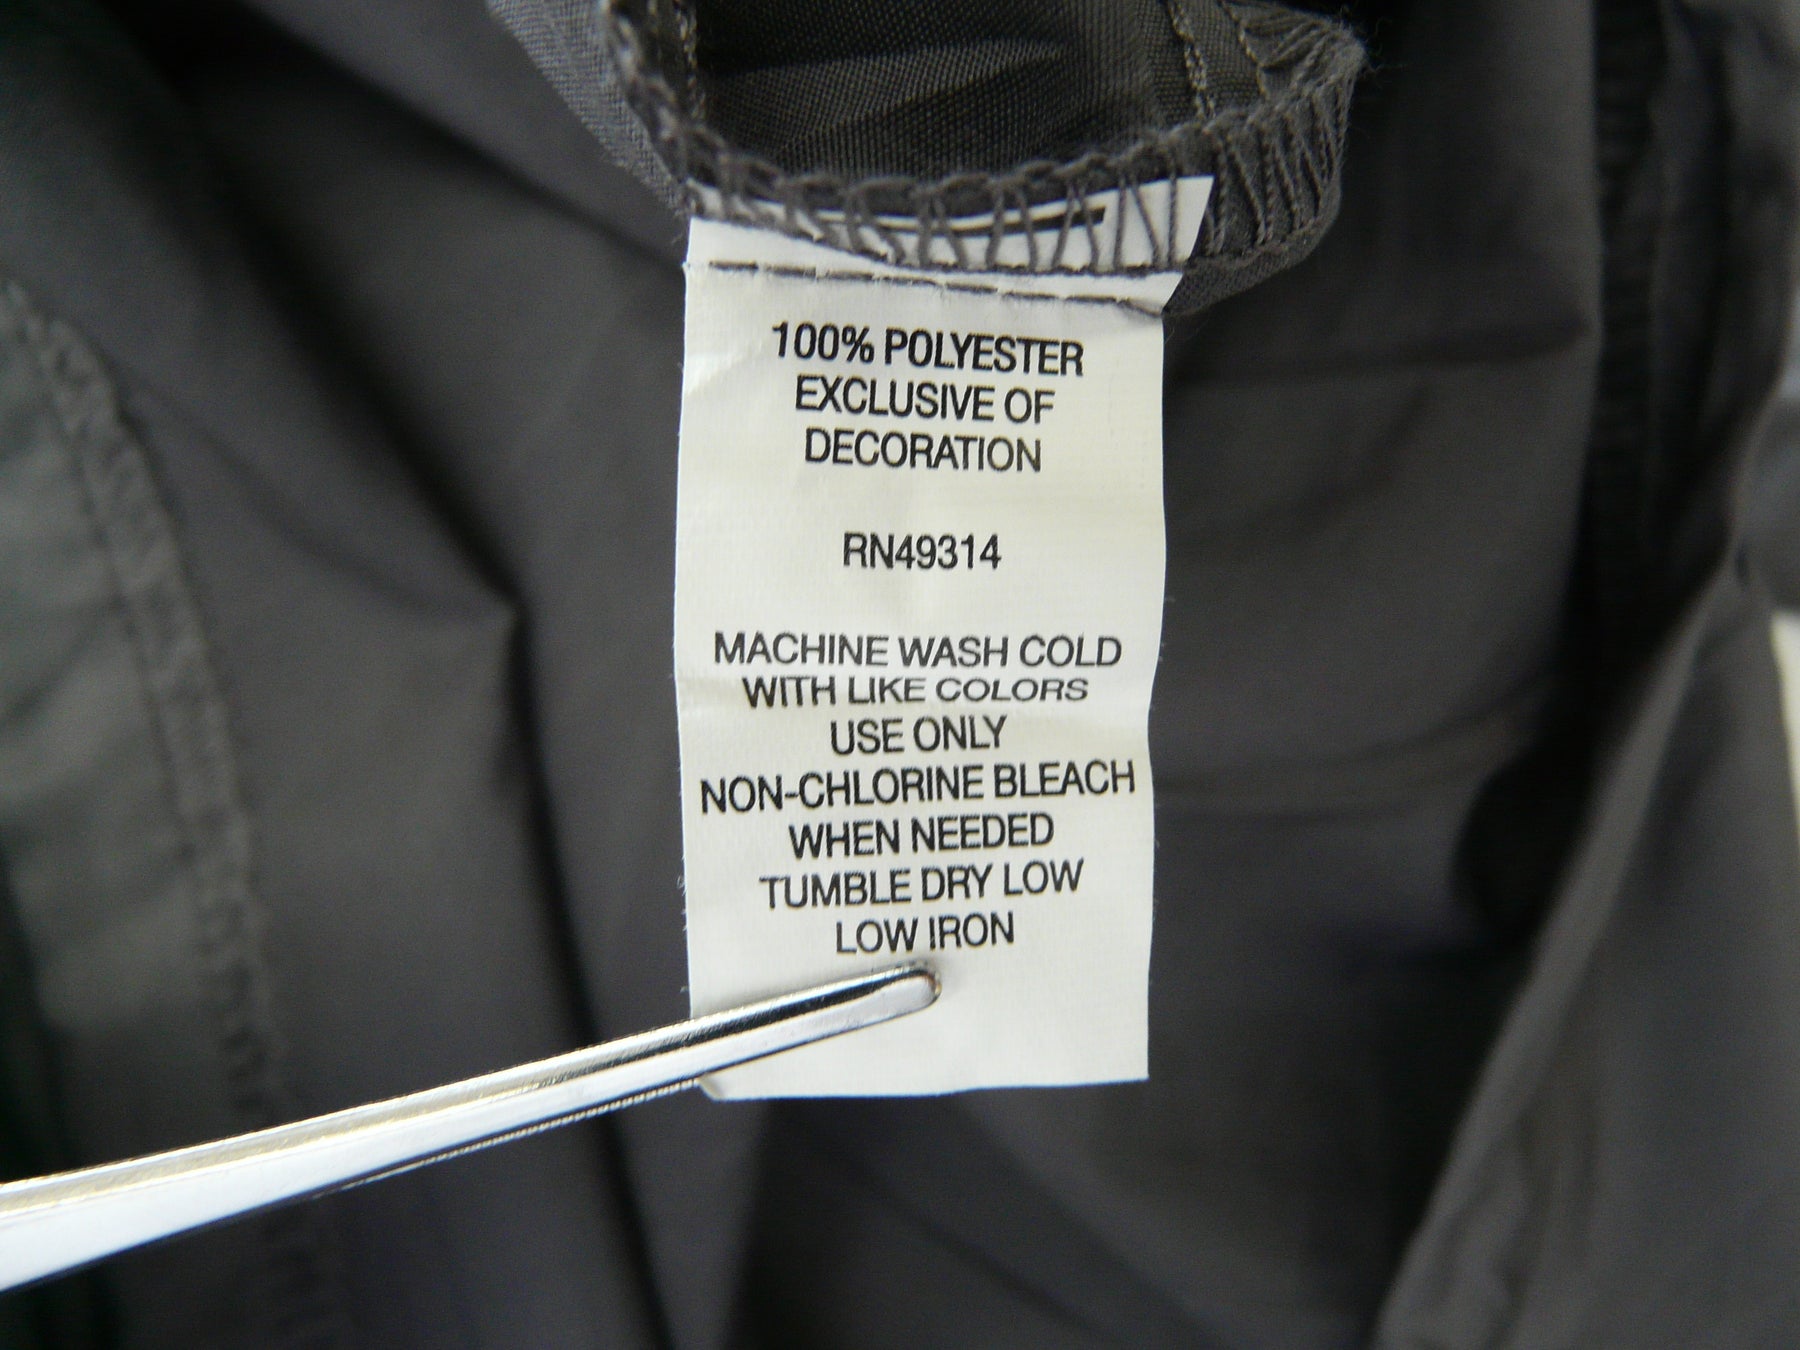 100% POLYESTER
EXCLUSIVE OF
DECORATION
RN49314
MACHINE WASH COLD
WITH LIKE COLORS
USE ONLY
NON-CHLORINE BLEACH
WHEN NEEDED
TUMBLE DRY LOW
LOW IRON